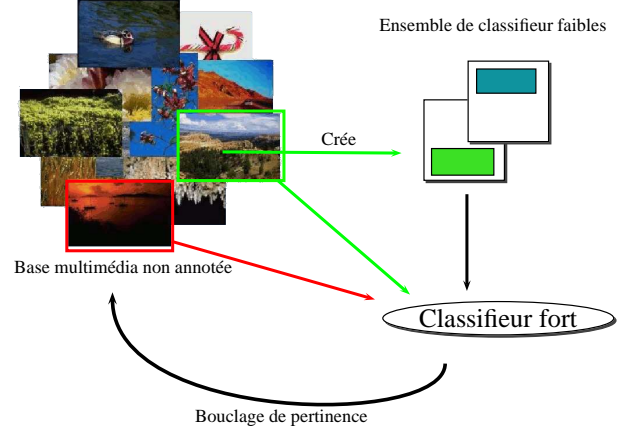 Ensemble de classifieur faibles
Crée
Base multimédia non annotée
Classifieur fort
Bouclage de pertinence